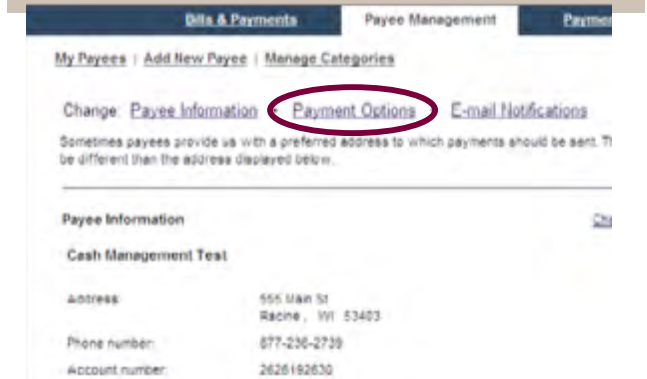 Bills & Payments Payee Management Paymen
My Payees | Add New Payee | Manage Categories
Change: Payee Information • Payment Options E-mail Notifications
Sometimes payees provide us with a preferred address to which payments should be sent. Th
be different than the address displayed below.
Payee Information Cha
Cash Management Test
Address: 555 Main St
Racine, WI 53403
Phone number: 877-236-2739
Account number: 2626192630